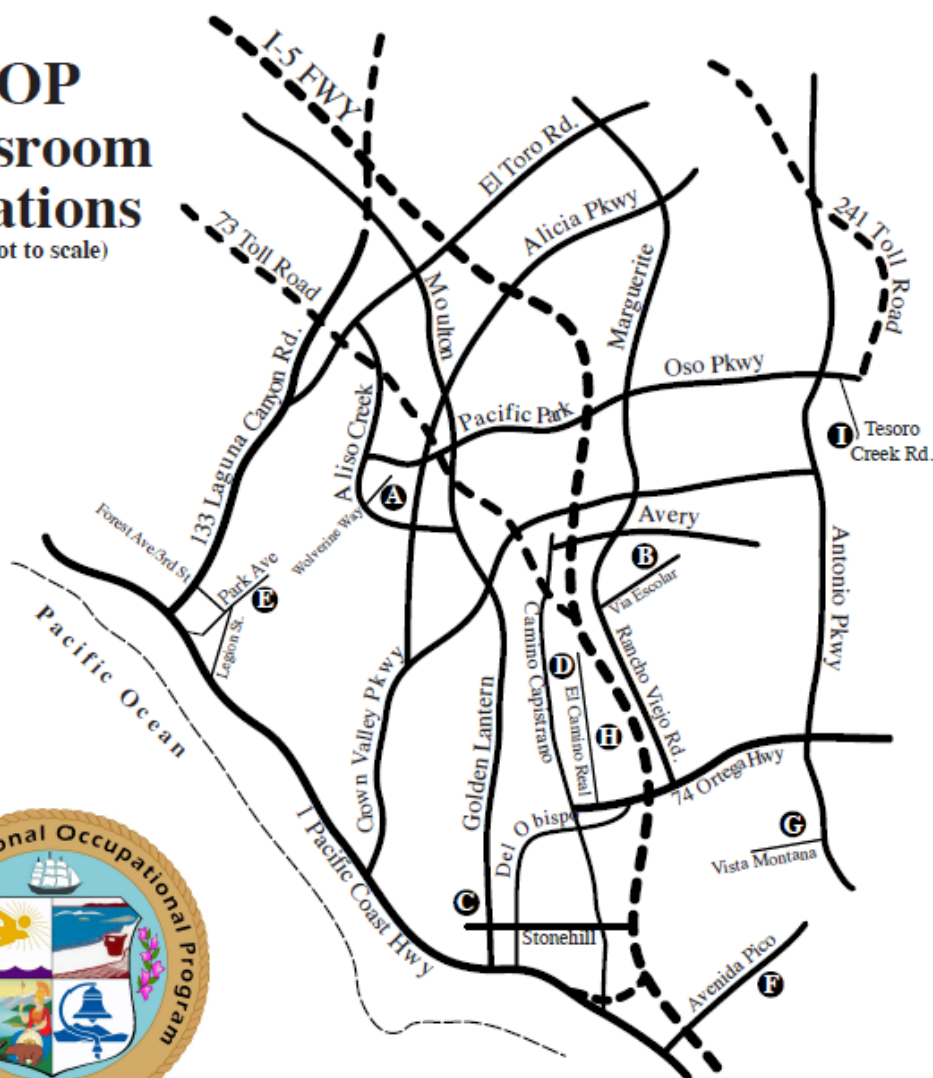 OP
sroom
ations
ot to scale)
I-5 FWY
El Toro Rd.
Alicia Pkwy
241 Toll Road
73 Toll Road
Moulton
Marguerite
133 Laguna Canyon Rd.
Oso Pkwy
Pacific Park
Aliso Creek
I
Tesoro
Creek Rd.
A
Wolverine Way
Avery
Forest Ave/3rd St
Park Ave
E
Legion St.
B
Via Escolar
Antonio Pkwy
Pacific Ocean
Camino Capistrano
D
El Camino Real
H
Rancho Viejo Rd.
Crown Valley Pkwy
Golden Lantern
74 Ortega Hwy
Del Obispo
G
Vista Montana
1 Pacific Coast Hwy
C
Stonehill
Avenida Pico
F
onal Occupational Program